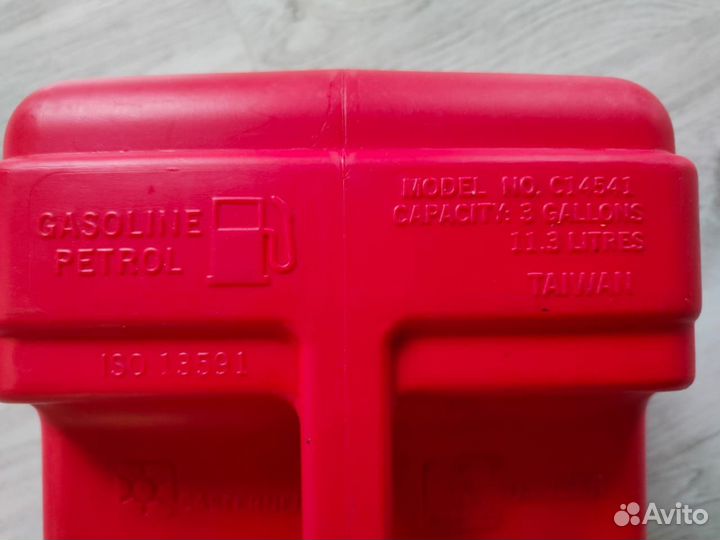 GASOLINE
PETROL
MODEL NO. C14541
CAPACITY: 3 GALLONS
11.3 LITRES
TAIWAN
ISO 13591
Avito